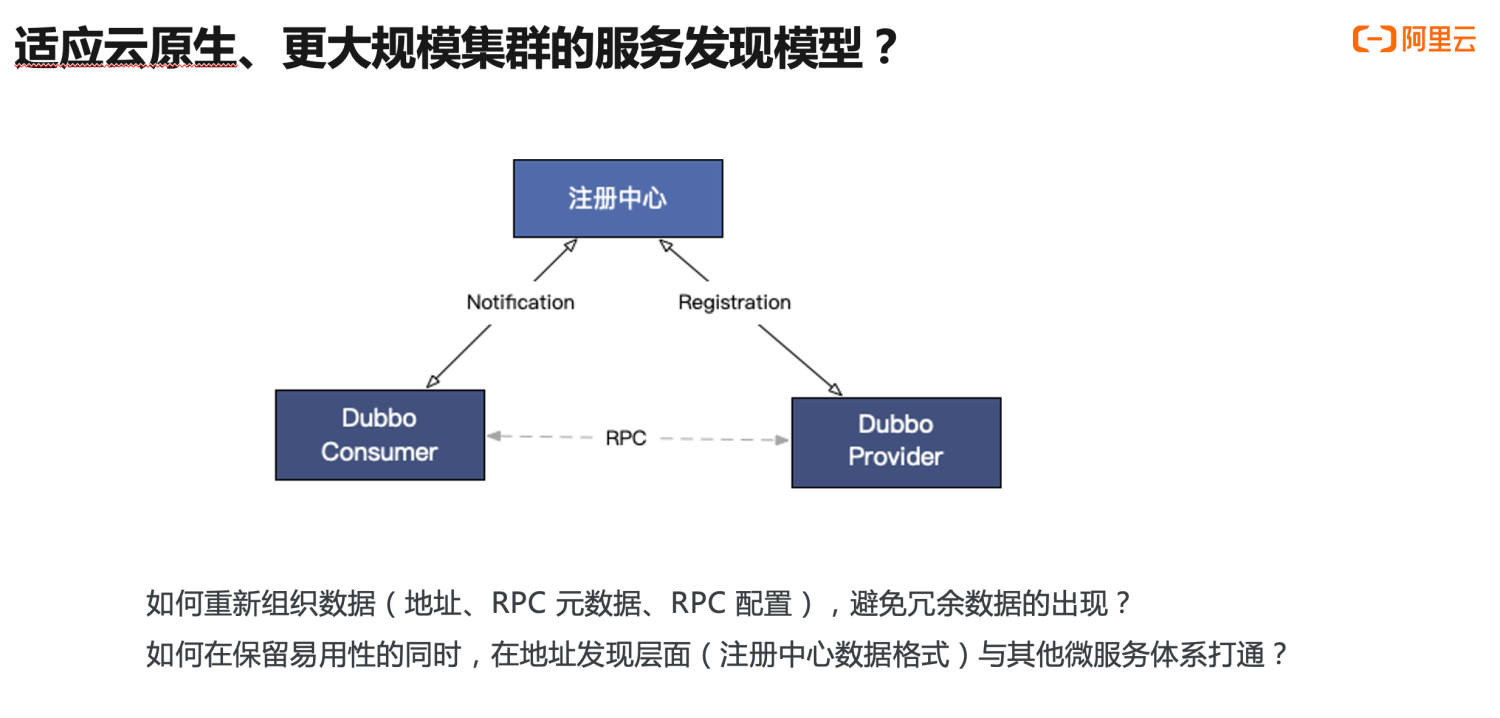 适应云原生、更大规模集群的服务发现模型？
阿里云
注册中心
Notification
Registration
Dubbo
Consumer
RPC
Dubbo
Provider
如何重新组织数据（地址、RPC 元数据、RPC 配置），避免冗余数据的出现？
如何在保留易用性的同时，在地址发现层面（注册中心数据格式）与其他微服务体系打通？